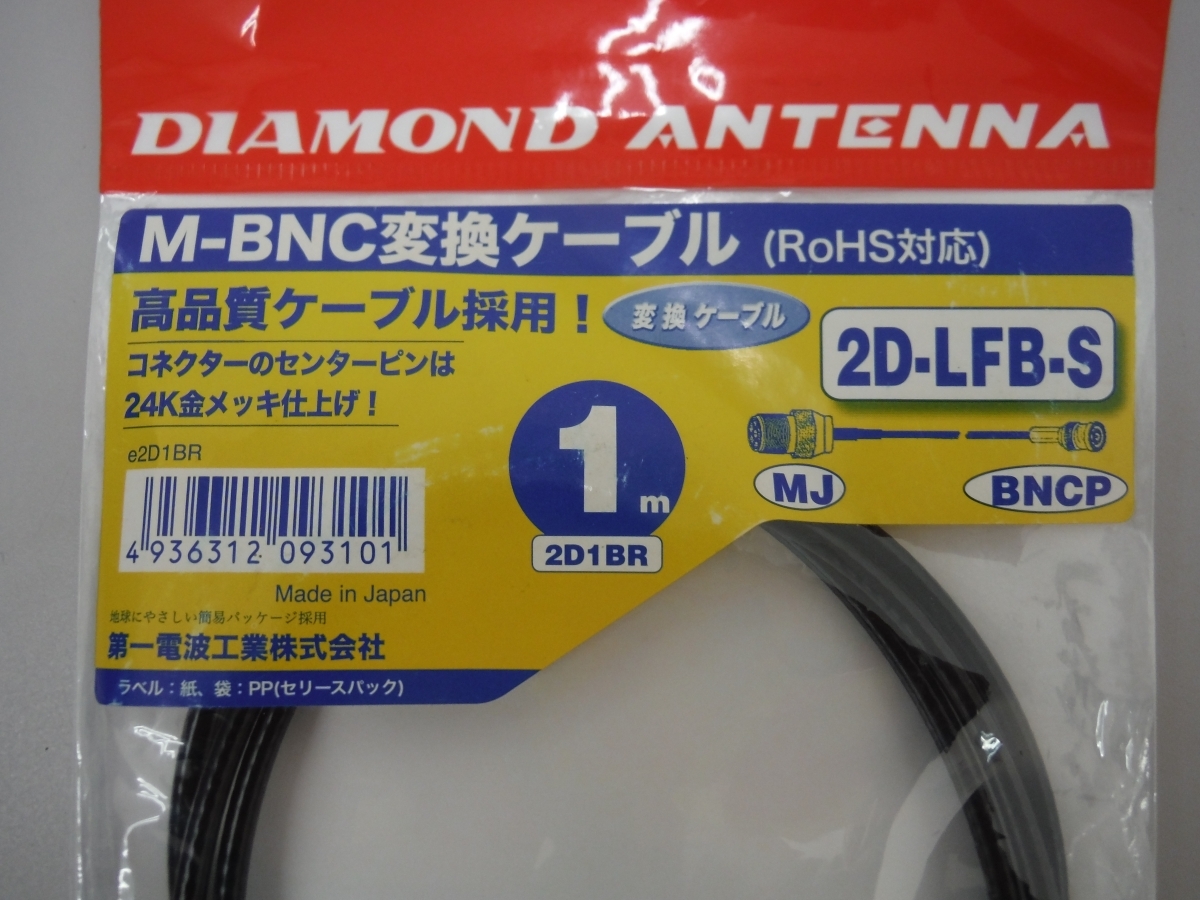 DIAMOND ANTENNA
M-BNC変換ケーブル (RoHS対応)
高品質ケーブル採用！
変換ケーブル
2D-LFB-S
コネクターのセンターピンは
24K金メッキ仕上げ！
e2D1BR
1m
MJ
BNCP
4 936312 093101
2D1BR
Made in Japan
地球にやさしい簡易パッケージ採用
第一電波工業株式会社
ラベル：紙、袋：PP(セリースパック)